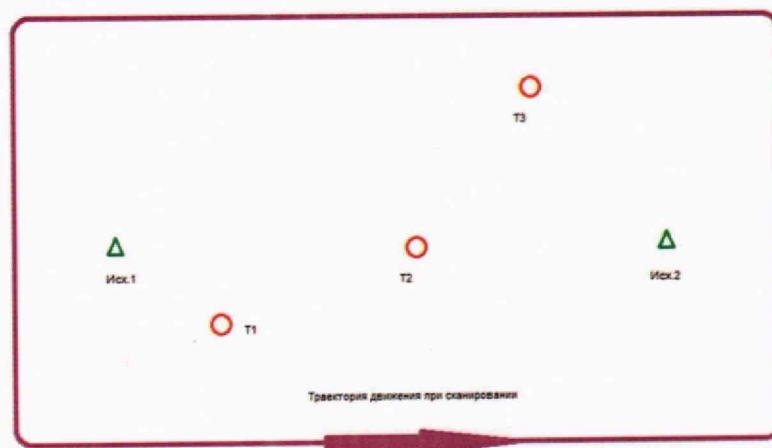 Т3
Исх.1
Т2
Исх.2
Т1
Траектория движения при сканировании